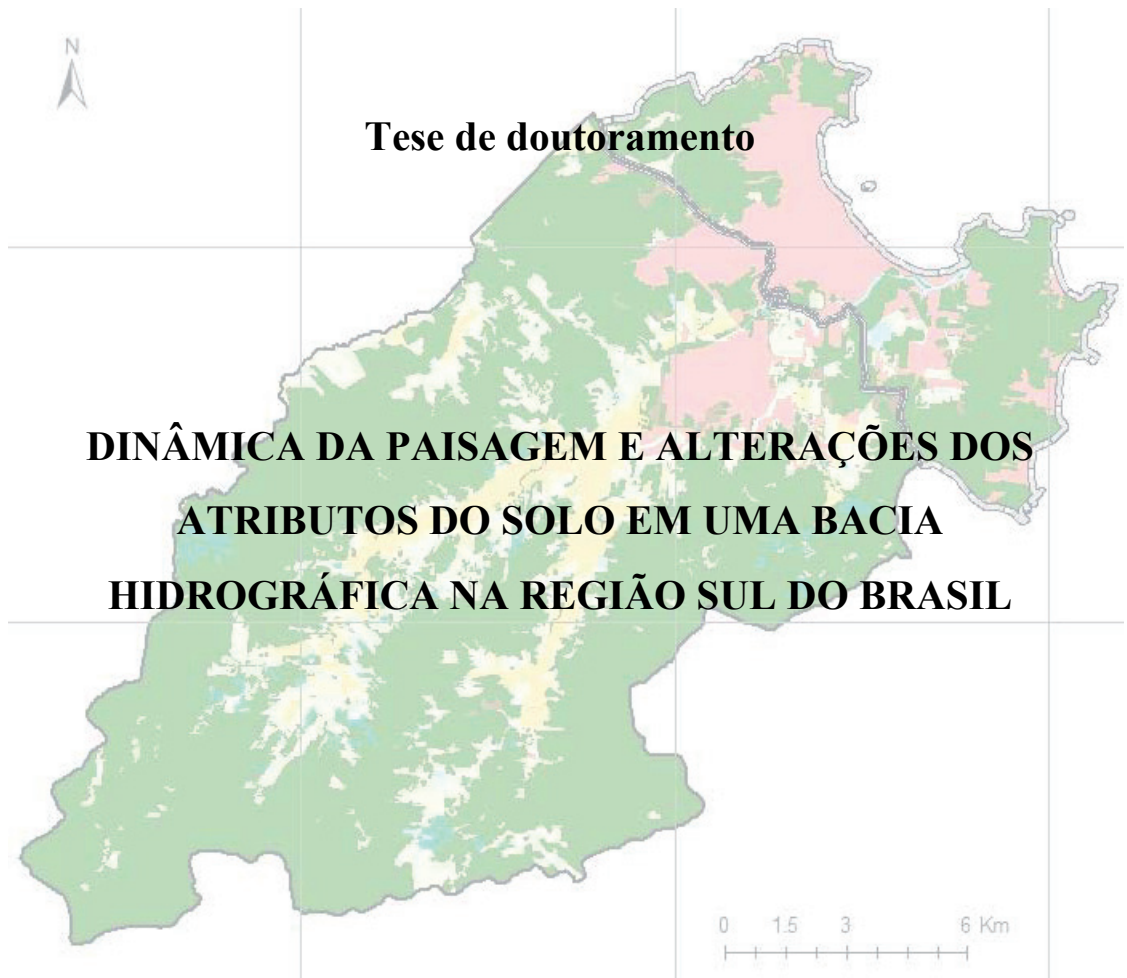 N
Tese de doutoramento
DINÂMICA DA PAISAGEM E ALTERAÇÕES DOS
ATRIBUTOS DO SOLO EM UMA BACIA
HIDROGRÁFICA NA REGIÃO SUL DO BRASIL
0 1.5 3 6 Km